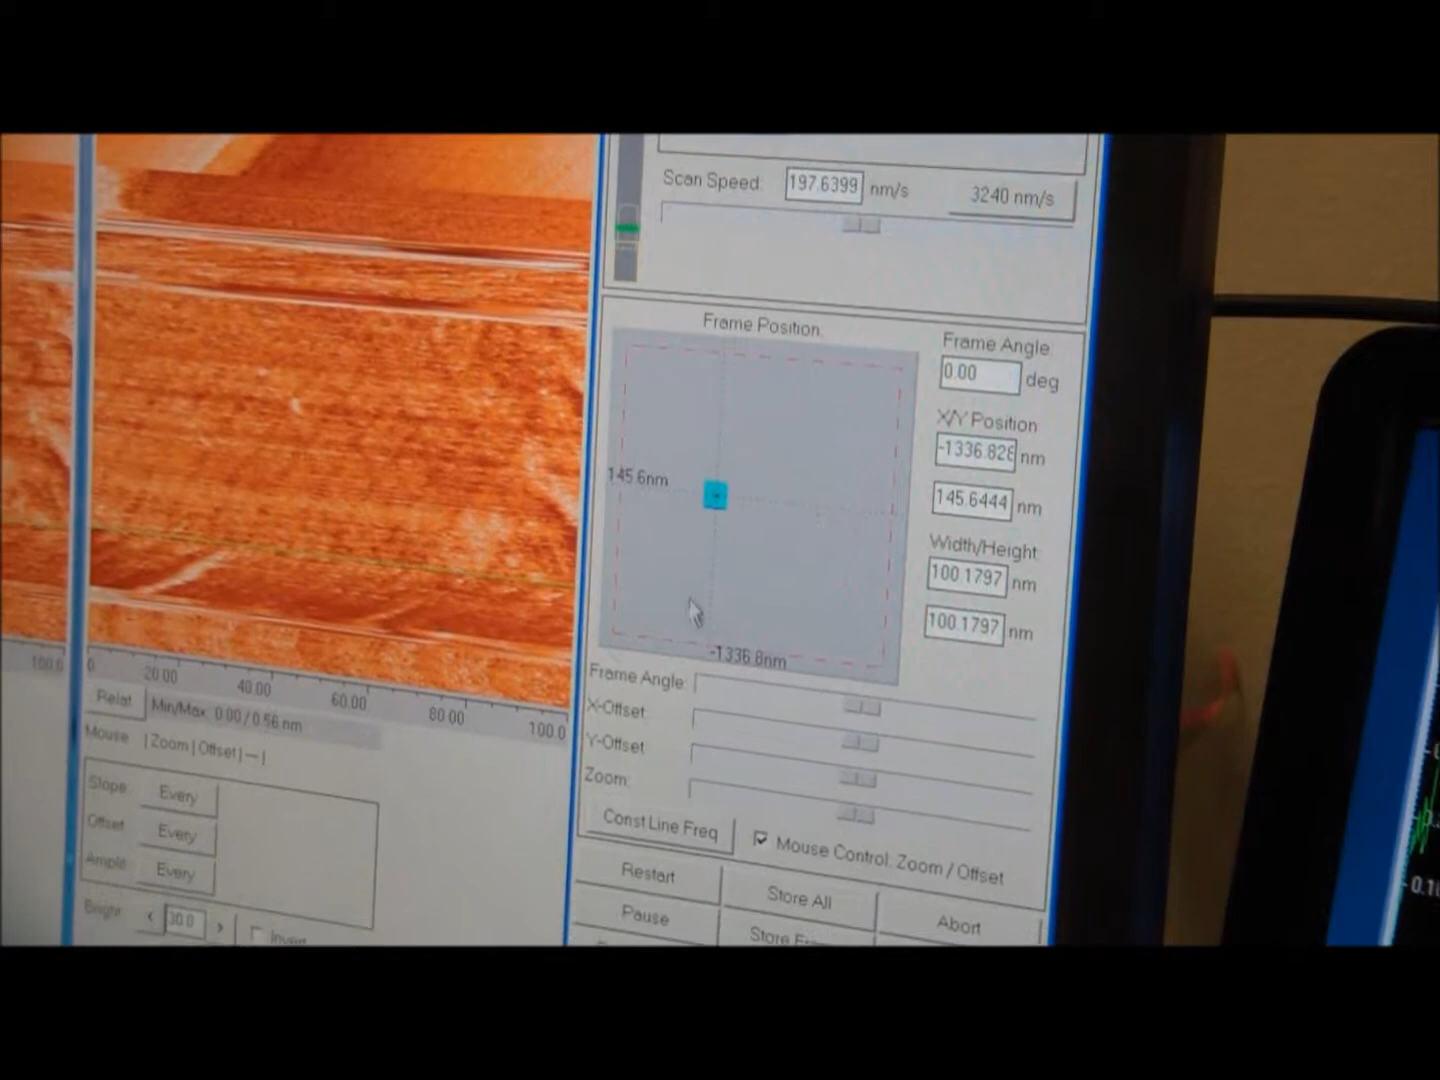 Scan Speed: 197.6399 nm/s 3240 nm/s
Frame Position:
Frame Angle
0.00 deg
X/Y Position
-1336.828 nm
145.6nm
145.6444 nm
Width/Height:
100.1797 nm
100.1797 nm
-1336.8nm
Frame Angle:
X-Offset
Y-Offset
Zoom:
Const Line Freq
Mouse Control: Zoom / Offset
Restart
Store All
Abort
Pause
Store
100.0
0 20.00 40.00 60.00 80.00 100.0
Relat
Min/Max: 0.00 / 0.56 nm
Mouse | Zoom | Offset | — |
Slope Every
Offset Every
Amplit Every
Bright < 30.0 >
Invert